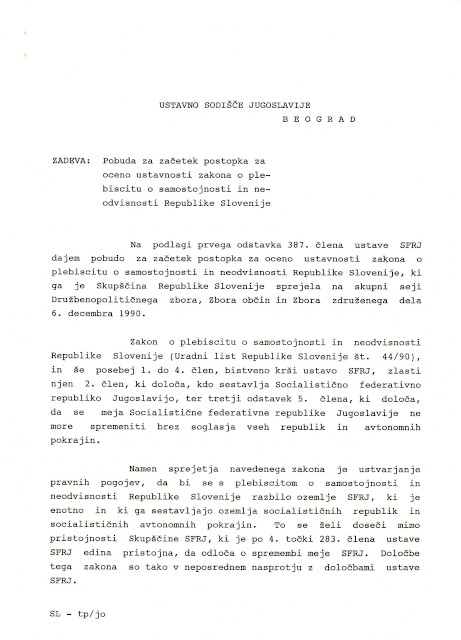 USTAVNO SODIŠČE JUGOSLAVIJE
B E O G R A D
ZADEVA: Pobuda za začetek postopka za
oceno ustavnosti zakona o ple-
biscitu o samostojnosti in ne-
odvisnosti Republike Slovenije
Na podlagi prvega odstavka 387. člena ustave SFRJ
dajem pobudo za začetek postopka za oceno ustavnosti zakona o
plebiscitu o samostojnosti in neodvisnosti Republike Slovenije, ki
ga je Skupščina Republike Slovenije sprejela na skupni seji
Družbenopolitičnega zbora, Zbora občin in Zbora združenega dela
6. decembra 1990.
Zakon o plebiscitu o samostojnosti in neodvisnosti
Republike Slovenije (Uradni list Republike Slovenije št. 44/90),
in še posebej 1. do 4. člen, bistveno krši ustavo SFRJ, zlasti
njen 2. člen, ki določa, kdo sestavlja Socialistično federativno
republiko Jugoslavijo, ter tretji odstavek 5. člena, ki določa,
da se meja Socialistične federativne republike Jugoslavije ne
more spremeniti brez soglasja vseh republik in avtonomnih
pokrajin.
Namen sprejetja navedenega zakona je ustvarjanje
pravnih pogojev, da bi se s plebiscitom o samostojnosti in
neodvisnosti Republike Slovenije razbilo ozemlje SFRJ, ki je
enotno in ki ga sestavljajo ozemlja socialističnih republik in
socialističnih avtonomnih pokrajin. To se želi doseči mimo
pristojnosti Skupščine SFRJ, ki je po 4. točki 283. člena ustave
SFRJ edina pristojna, da odloča o spremembi meje SFRJ. Določbe
tega zakona so tako v neposrednem nasprotju z določbami ustave
SFRJ.
SL - tp/jo